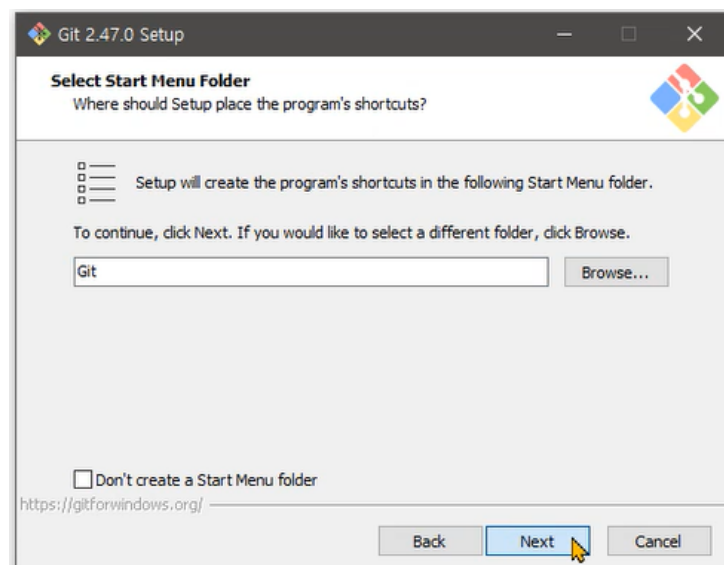 Git 2.47.0 Setup
Select Start Menu Folder
Where should Setup place the program's shortcuts?
Setup will create the program's shortcuts in the following Start Menu folder.
To continue, click Next. If you would like to select a different folder, click Browse.
Git
Browse...
Don't create a Start Menu folder
https://gitforwindows.org/
Back
Next
Cancel